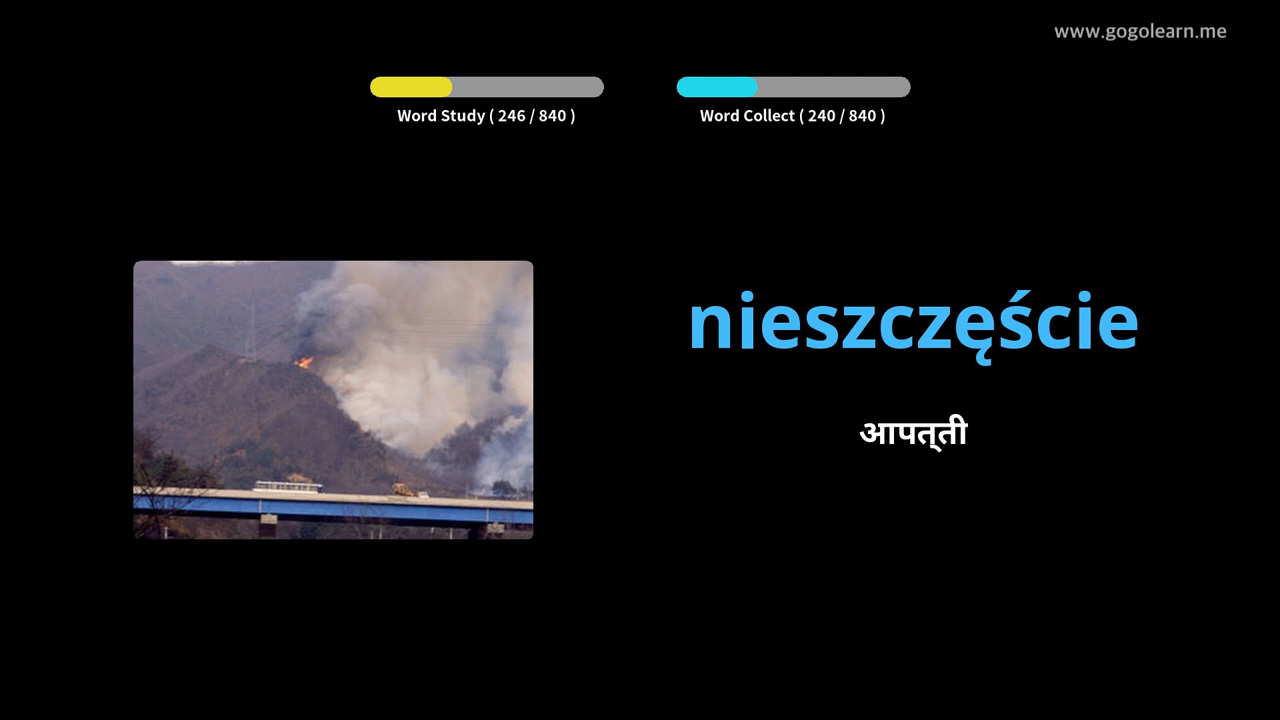 www.gogolearn.me
Word Study ( 246 / 840 )
Word Collect ( 240 / 840 )
nieszczęście
आपत्‌ती